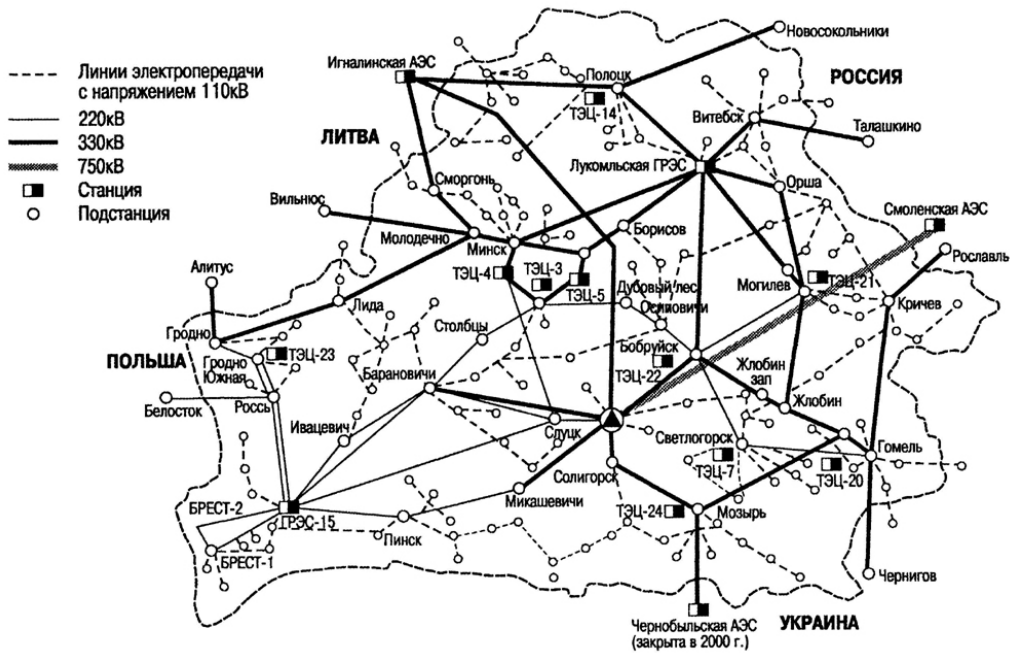 Линии электропередачи
с напряжением 110кВ
220кВ
330кВ
750кВ
Станция
Подстанция
Новосокольники
Игналинская АЭС
Полоцк
РОССИЯ
ТЭЦ-14
Витебск
Талашкино
ЛИТВА
Лукомльская ГРЭС
Сморгонь
Орша
Вильнюс
Смоленская АЭС
Молодечно
Минск
Борисов
Рославль
Алитус
ТЭЦ-4
ТЭЦ-3
ТЭЦ-5
Дубовый лес
Могилев
ТЭЦ-21
Кричев
Лида
Осиповичи
Гродно
Столбцы
ПОЛЬША
Гродно
Южная
ТЭЦ-23
Барановичи
Бобруйск
ТЭЦ-22
Жлобин
зап
Жлобин
Белосток
Россь
Ивацевич
Слуцк
Светлогорск
ТЭЦ-7
ТЭЦ-20
Гомель
Солигорск
Микашевичи
БРЕСТ-2
ГРЭС-15
Пинск
ТЭЦ-24
Мозырь
БРЕСТ-1
Чернигов
Чернобыльская АЭС
(закрыта в 2000 г.)
УКРАИНА